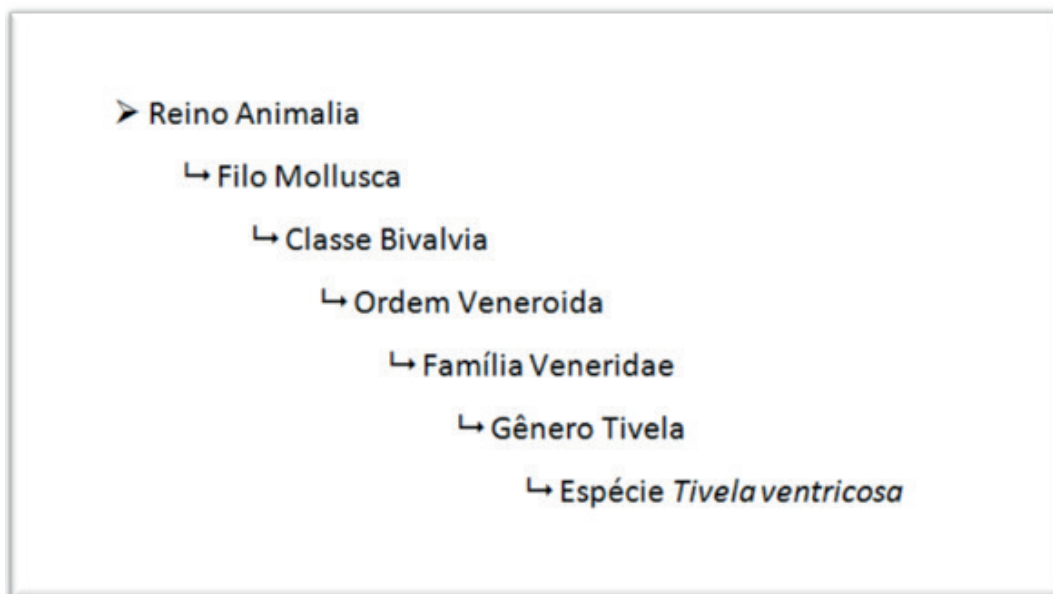 ➤ Reino Animalia
↳ Filo Mollusca
↳ Classe Bivalvia
↳ Ordem Veneroida
↳ Família Veneridae
↳ Gênero Tivela
↳ Espécie Tivela ventricosa